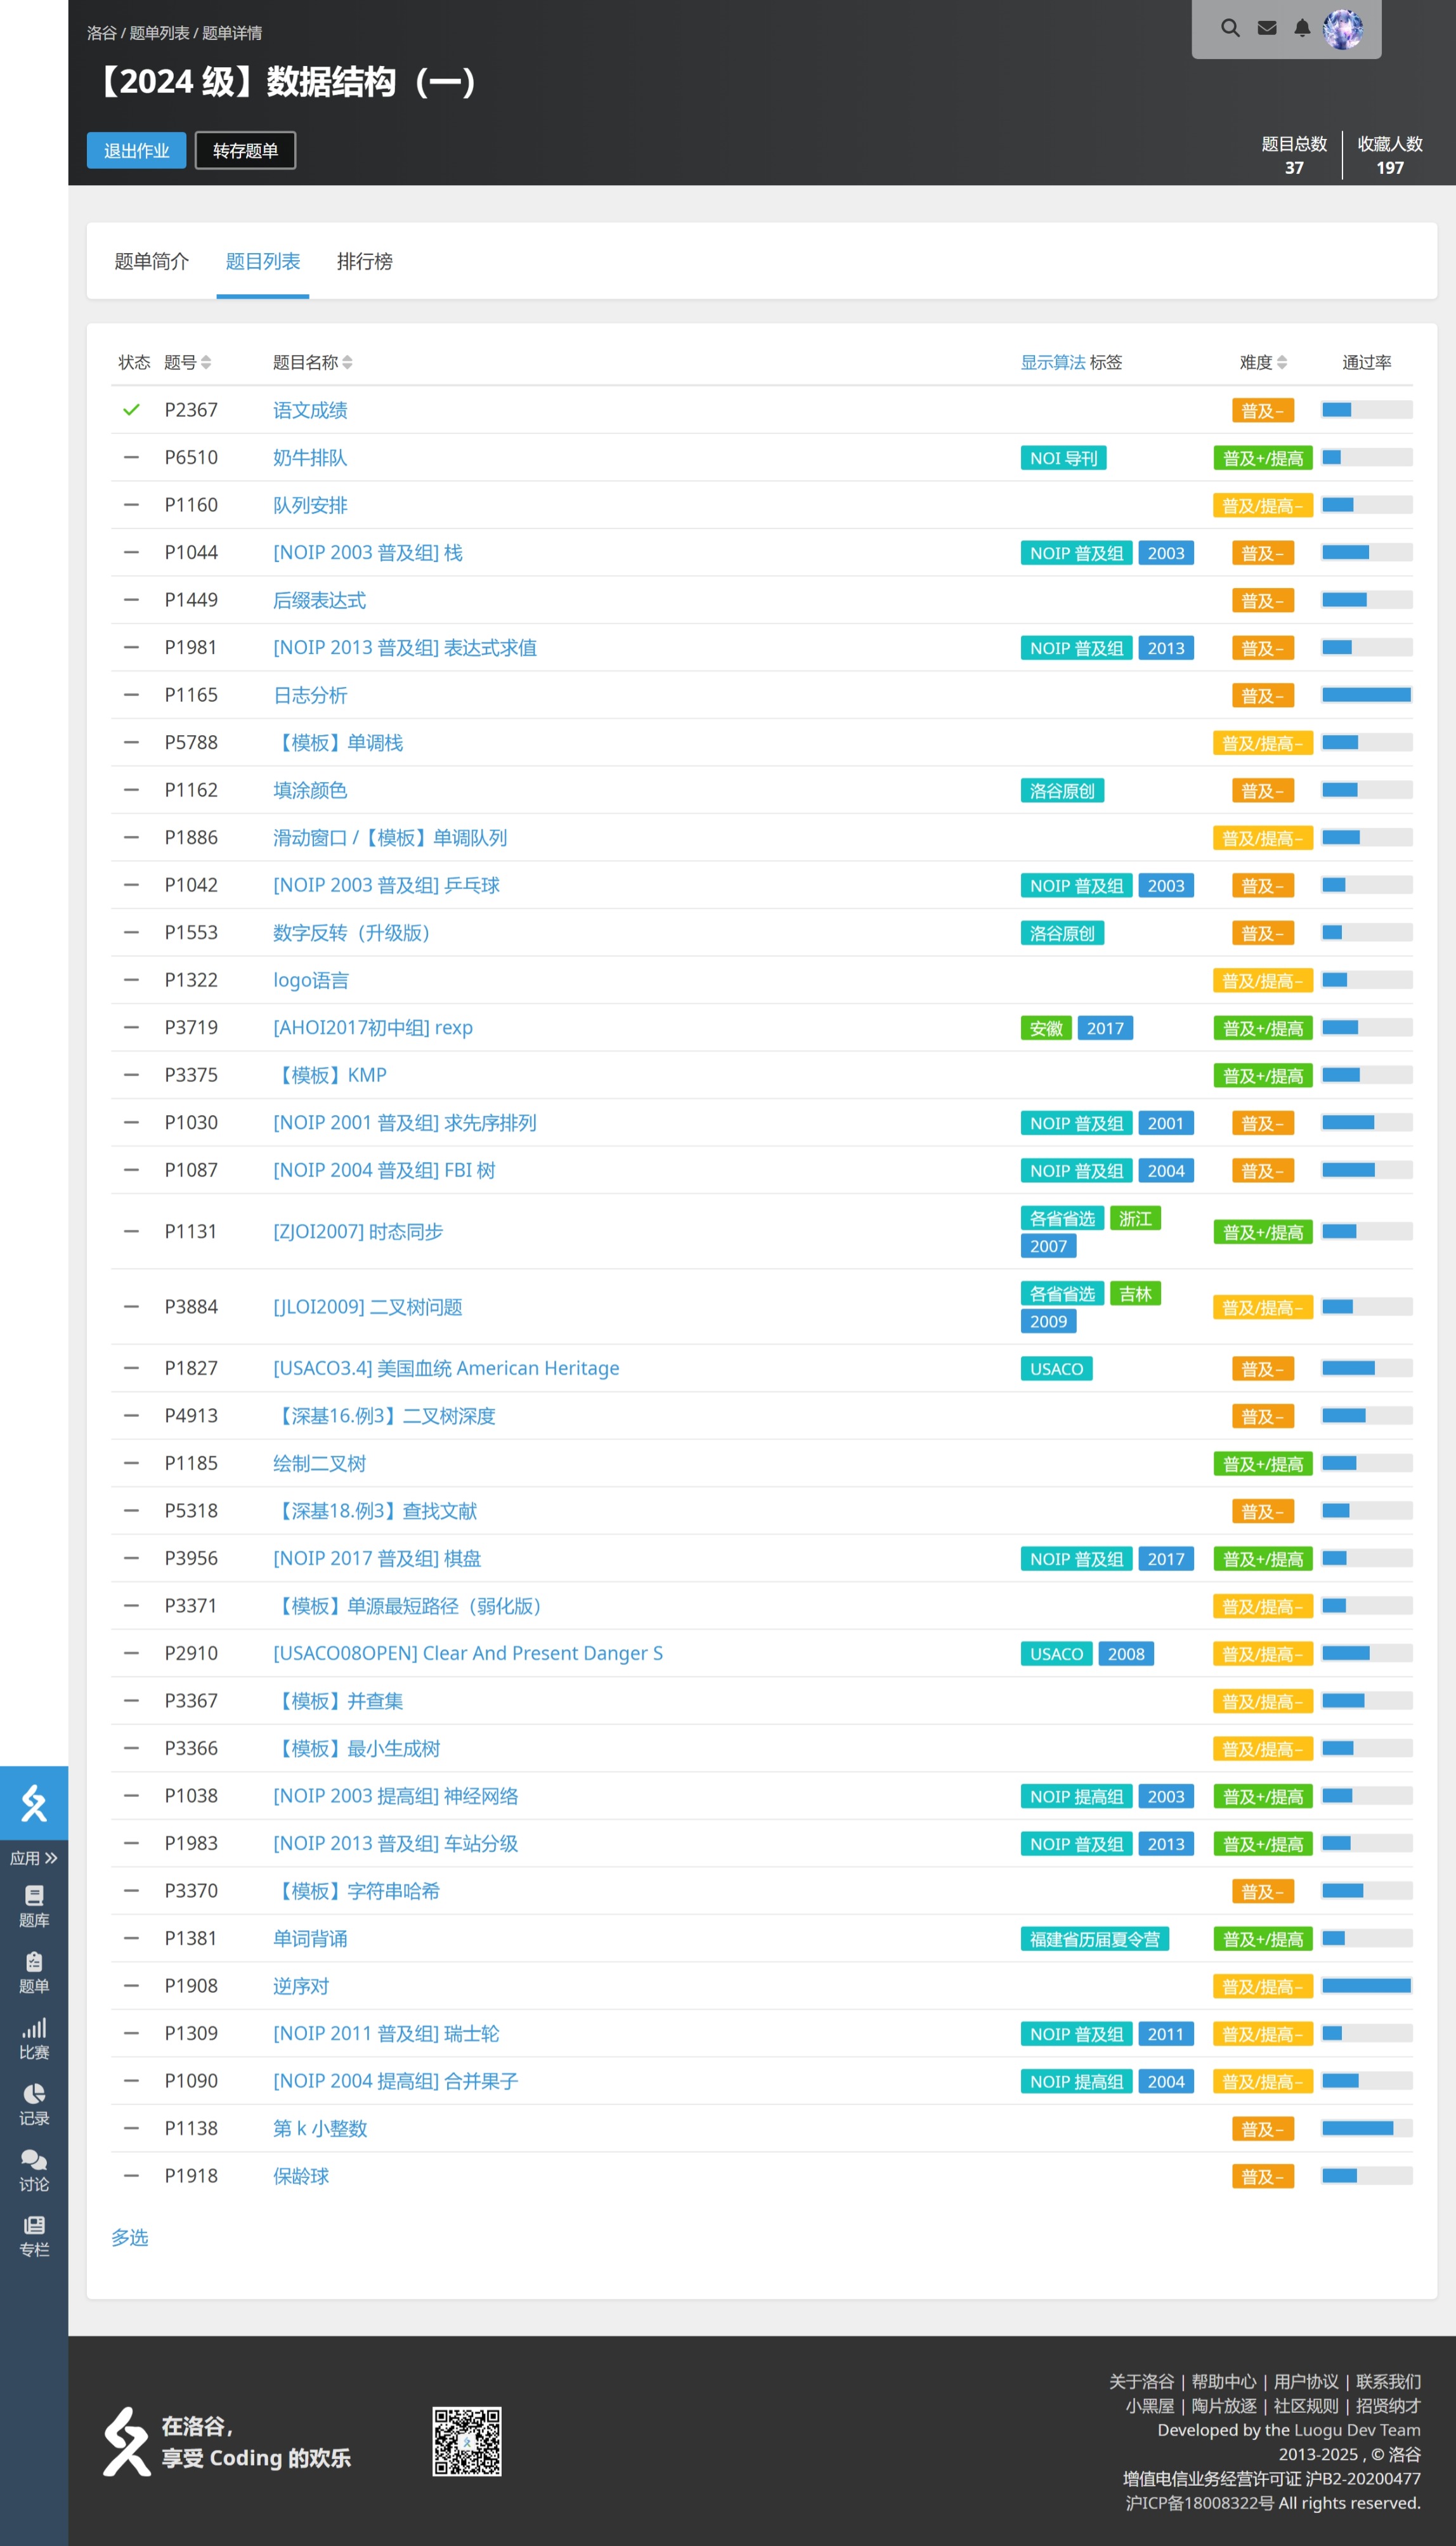 洛谷 / 题单列表 / 题单详情
【2024 级】数据结构（一）
退出作业 转存题单
题目总数 收藏人数
37 197
题单简介 题目列表 排行榜
状态 题号 题目名称 显示算法 标签 难度 通过率
P2367 语文成绩 普及−
P6510 奶牛排队 NOI 导刊 普及+/提高
P1160 队列安排 普及/提高−
P1044 [NOIP 2003 普及组] 栈 NOIP 普及组 2003 普及−
P1449 后缀表达式 普及−
P1981 [NOIP 2013 普及组] 表达式求值 NOIP 普及组 2013 普及−
P1165 日志分析 普及−
P5788 【模板】单调栈 普及/提高−
P1162 填涂颜色 洛谷原创 普及−
P1886 滑动窗口 /【模板】单调队列 普及/提高−
P1042 [NOIP 2003 普及组] 乒乓球 NOIP 普及组 2003 普及−
P1553 数字反转（升级版） 洛谷原创 普及−
P1322 logo语言 普及/提高−
P3719 [AHOI2017初中组] rexp 安徽 2017 普及+/提高
P3375 【模板】KMP 普及+/提高
P1030 [NOIP 2001 普及组] 求先序排列 NOIP 普及组 2001 普及−
P1087 [NOIP 2004 普及组] FBI 树 NOIP 普及组 2004 普及−
P1131 [ZJOI2007] 时态同步 各省省选 浙江 2007 普及+/提高
P3884 [JLOI2009] 二叉树问题 各省省选 吉林 2009 普及/提高−
P1827 [USACO3.4] 美国血统 American Heritage USACO 普及−
P4913 【深基16.例3】二叉树深度 普及−
P1185 绘制二叉树 普及+/提高
P5318 【深基18.例3】查找文献 普及−
P3956 [NOIP 2017 普及组] 棋盘 NOIP 普及组 2017 普及+/提高
P3371 【模板】单源最短路径（弱化版） 普及/提高−
P2910 [USACO08OPEN] Clear And Present Danger S USACO 2008 普及/提高−
P3367 【模板】并查集 普及/提高−
P3366 【模板】最小生成树 普及/提高−
P1038 [NOIP 2003 提高组] 神经网络 NOIP 提高组 2003 普及+/提高
P1983 [NOIP 2013 普及组] 车站分级 NOIP 普及组 2013 普及+/提高
P3370 【模板】字符串哈希 普及−
P1381 单词背诵 福建省历届夏令营 普及+/提高
P1908 逆序对 普及/提高−
P1309 [NOIP 2011 普及组] 瑞士轮 NOIP 普及组 2011 普及/提高−
P1090 [NOIP 2004 提高组] 合并果子 NOIP 提高组 2004 普及/提高−
P1138 第 k 小整数 普及−
P1918 保龄球 普及−
多选
应用
题库
题单
比赛
记录
讨论
专栏
在洛谷，
享受 Coding 的欢乐
关于洛谷 | 帮助中心 | 用户协议 | 联系我们
小黑屋 | 陶片放逐 | 社区规则 | 招贤纳才
Developed by the Luogu Dev Team
2013-2025 , © 洛谷
增值电信业务经营许可证 沪B2-20200477
沪ICP备18008322号 All rights reserved.